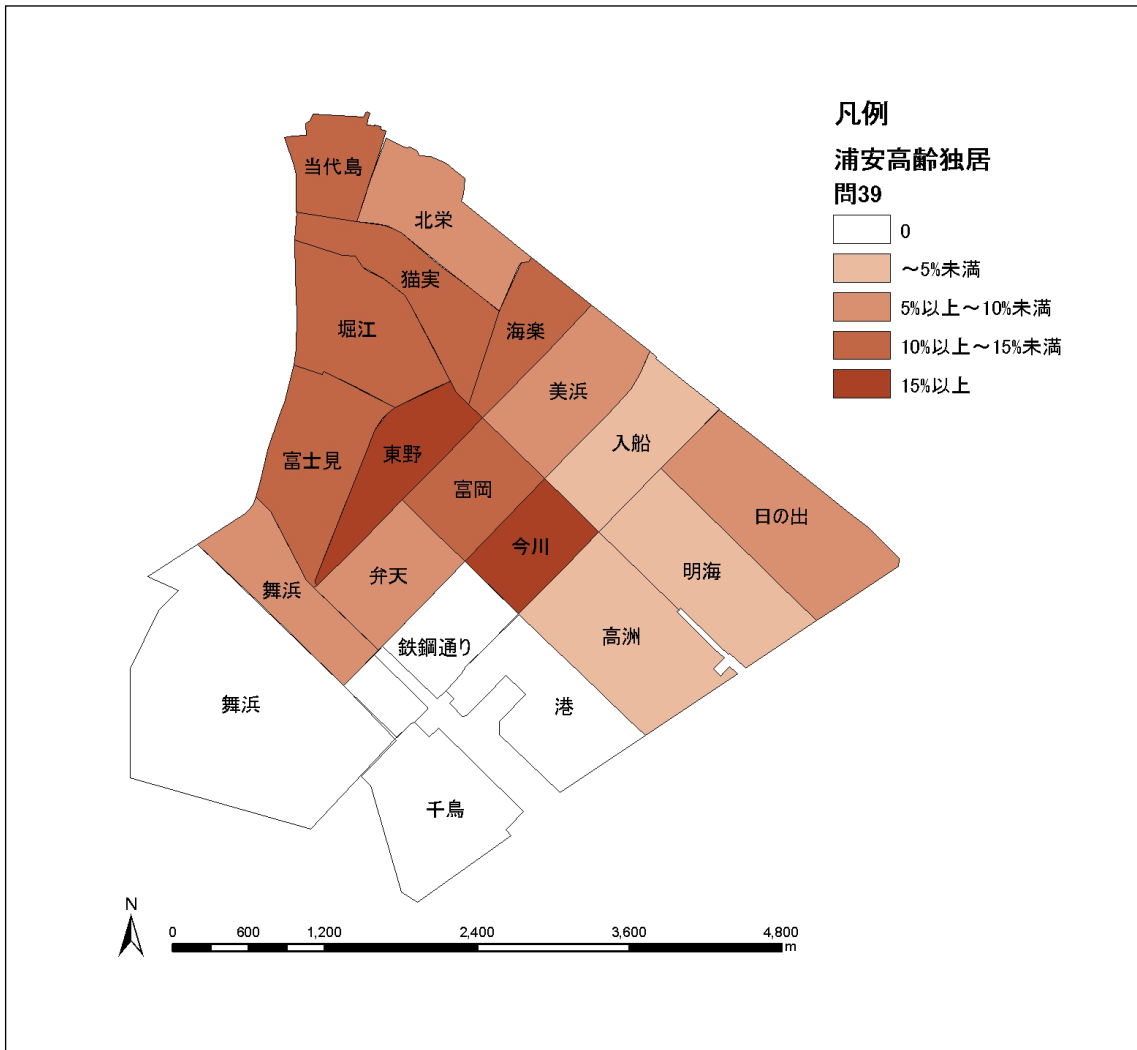 凡例
浦安高齢独居
問39
0
～5%未満
5%以上～10%未満
10%以上～15%未満
15%以上
当代島
北栄
猫実
堀江
海楽
美浜
入船
東野
富士見
富岡
日の出
今川
明海
弁天
舞浜
高洲
鉄鋼通り
舞浜
港
千鳥
N
0 600 1,200 2,400 3,600 4,800
m